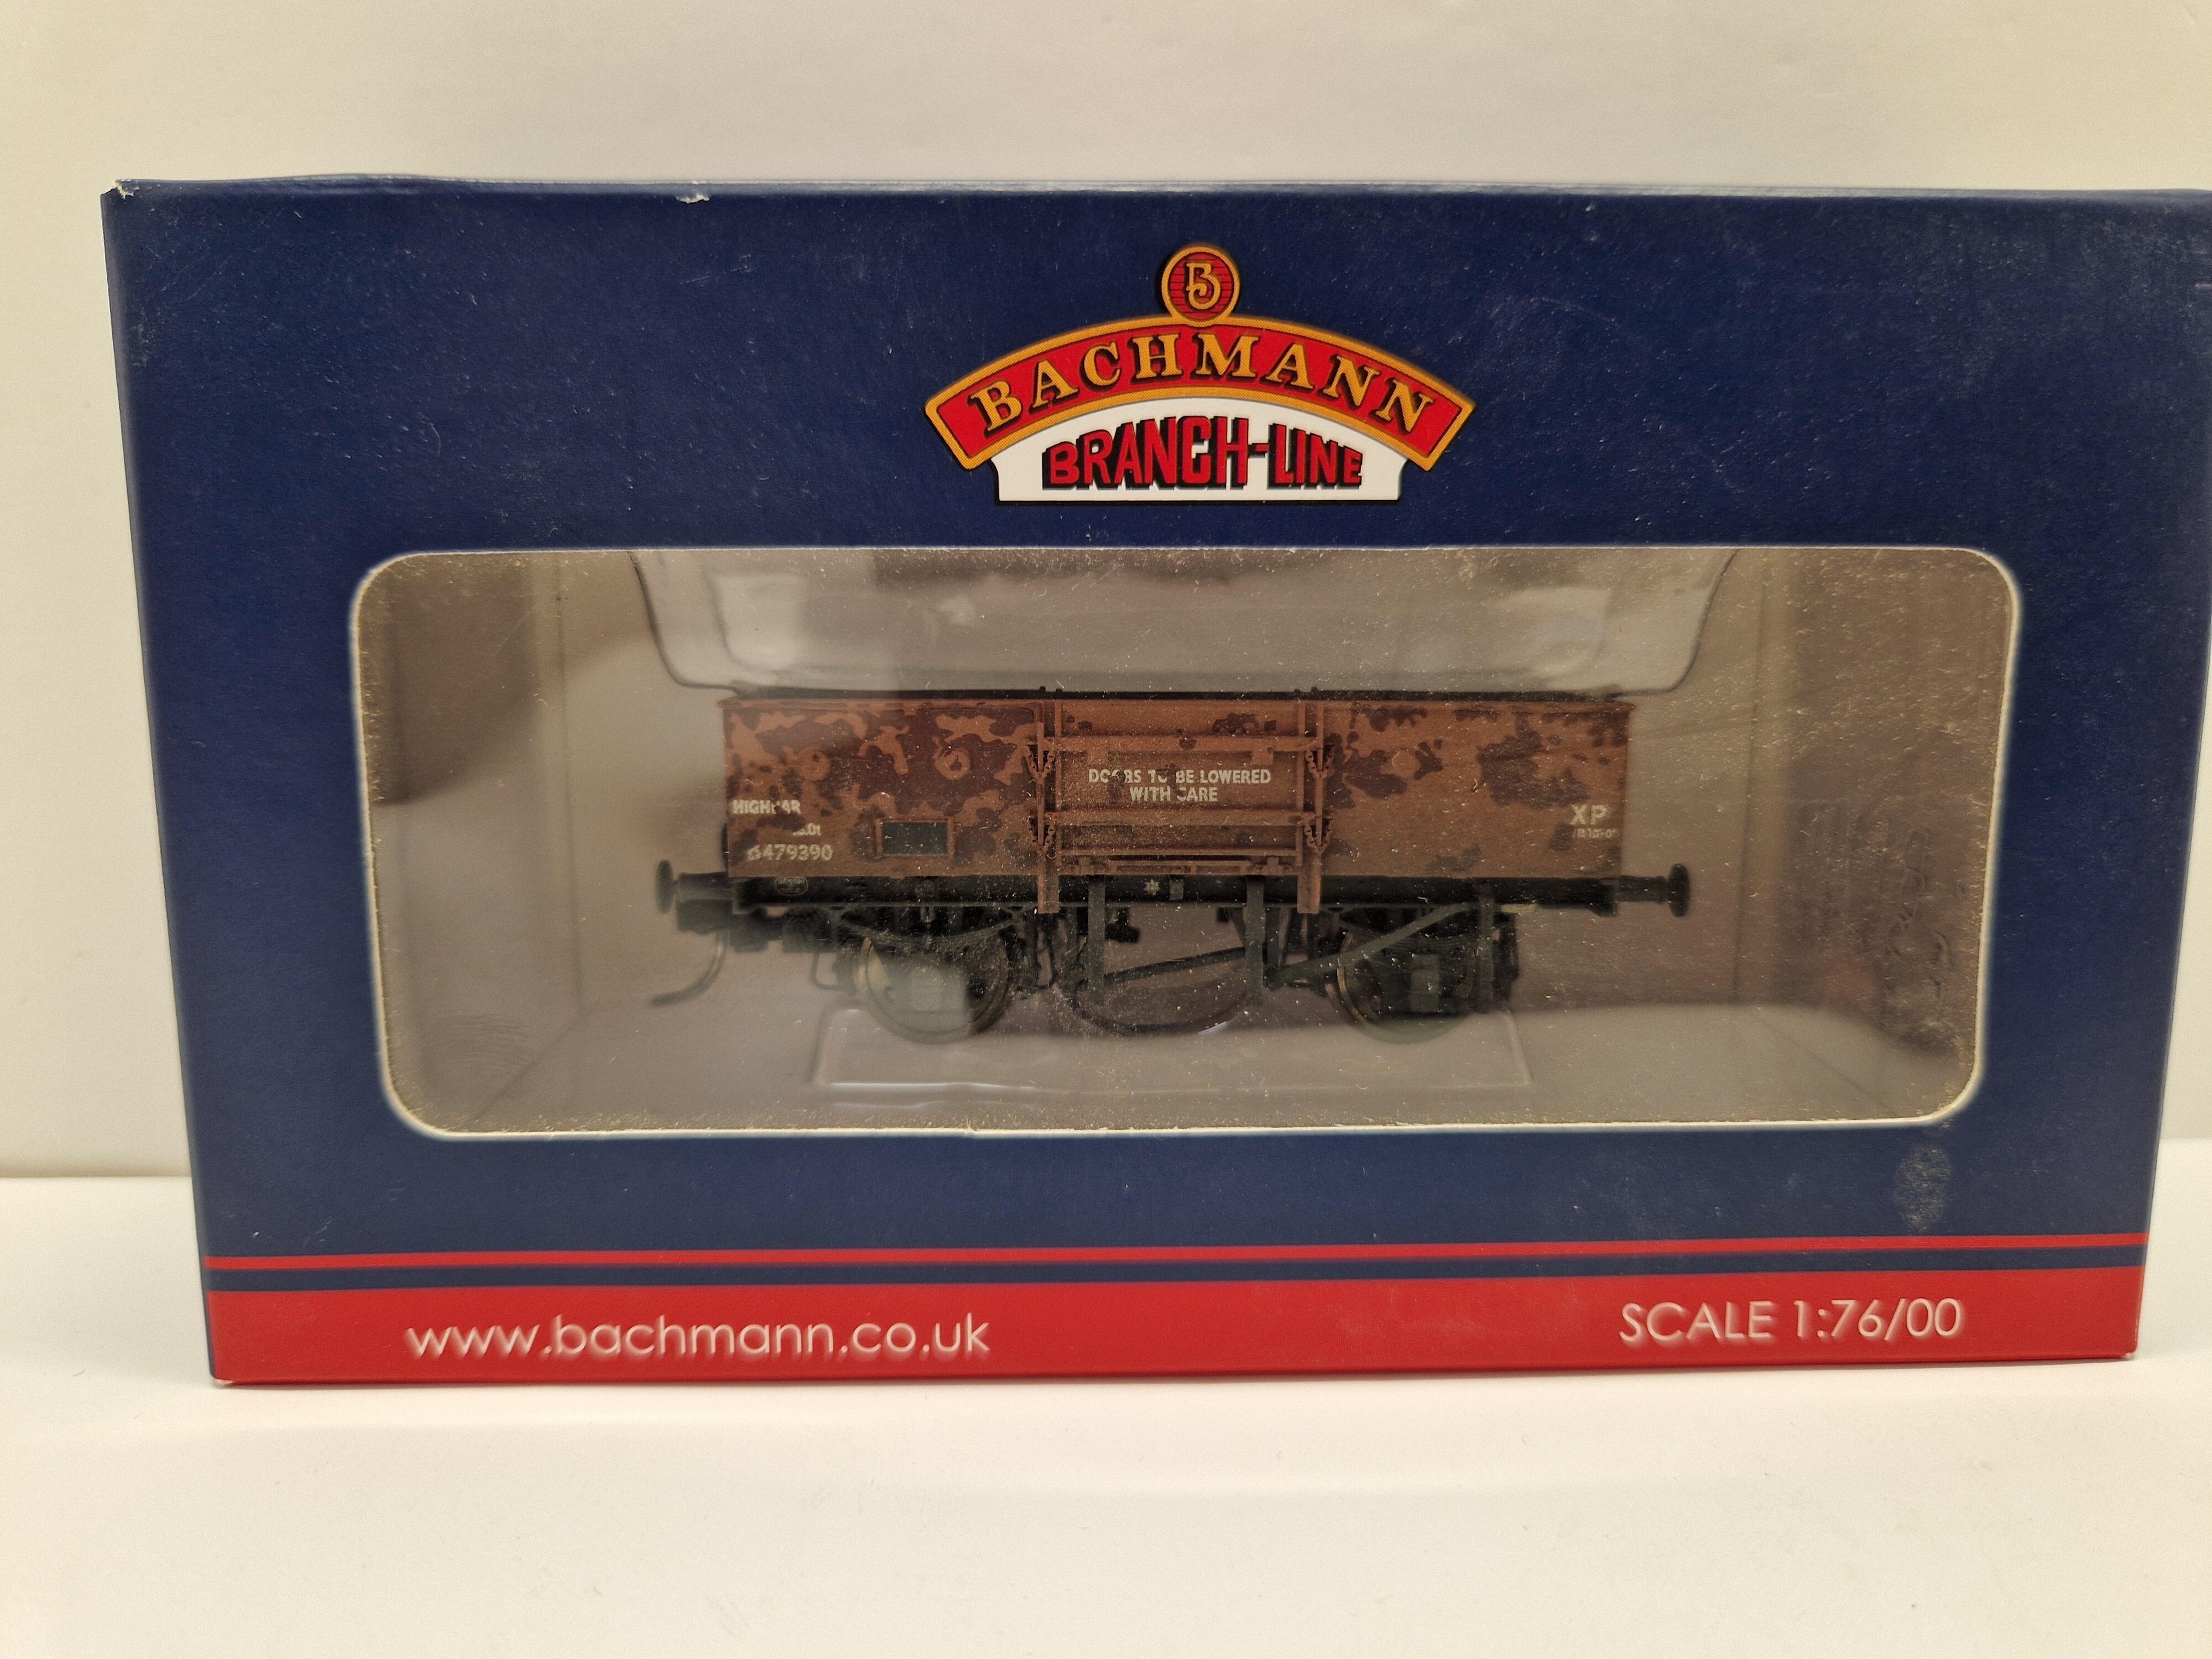 B
BACHMANN
BRANCH-LINE
DOORS TO BE LOWERED
WITH CARE
XP
B479390
www.bachmann.co.uk
SCALE 1:76/00